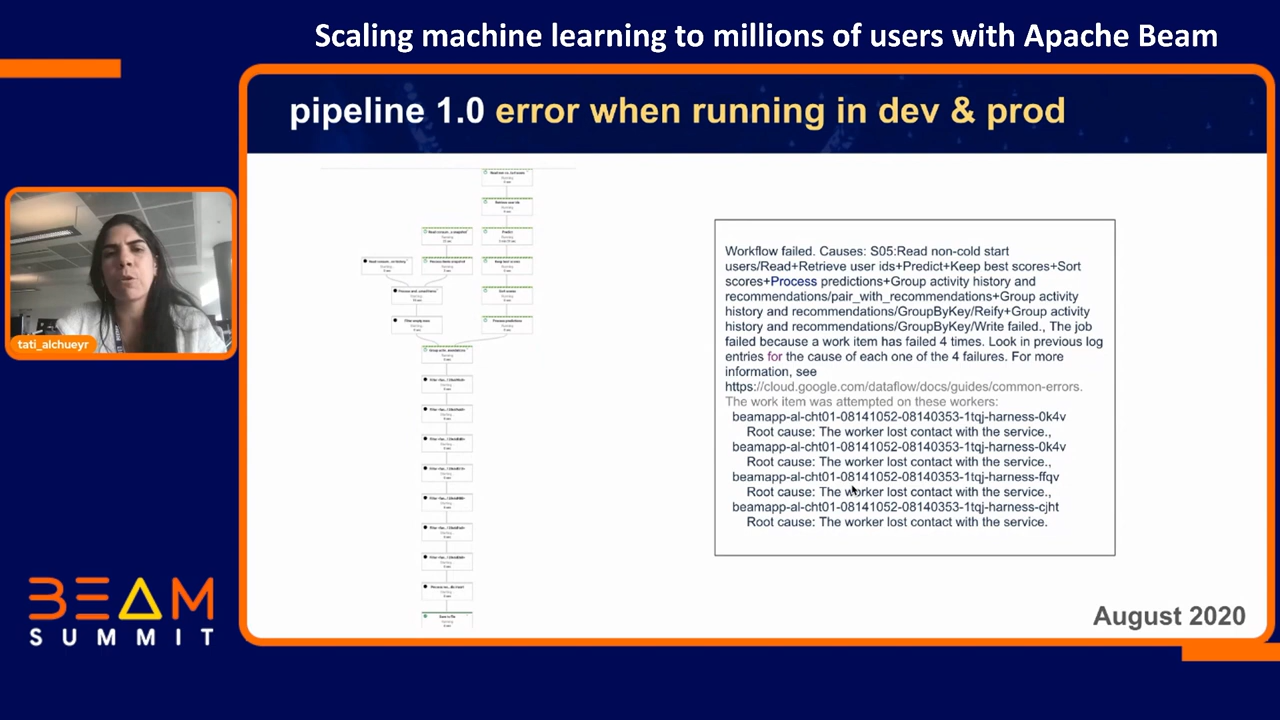 Scaling machine learning to millions of users with Apache Beam
pipeline 1.0 error when running in dev & prod
Workflow failed. Causes: S05:Read non-cold start
users/Read+Retrieve user ids+Predict+Keep best scores+Sort
scores+Process predictions+Group activity history and
recommendations/pair_with_recommendations+Group activity
history and recommendations/GroupByKey/Reify+Group activity
history and recommendations/GroupByKey/Write failed., The job
failed because a work item has failed 4 times. Look in previous log
entries for the cause of each one of the 4 failures. For more
information, see
https://cloud.google.com/dataflow/docs/guides/common-errors.
The work item was attempted on these workers:
beamapp-al-cht01-08141052-08140353-1tqj-harness-0k4v
Root cause: The worker lost contact with the service.,
beamapp-al-cht01-08141052-08140353-1tqj-harness-0k4v
Root cause: The worker lost contact with the service.,
beamapp-al-cht01-08141052-08140353-1tqj-harness-ffqv
Root cause: The worker lost contact with the service.,
beamapp-al-cht01-08141052-08140353-1tqj-harness-cjht
Root cause: The worker lost contact with the service.
tati_alchueyr
BEAM
SUMMIT
August 2020